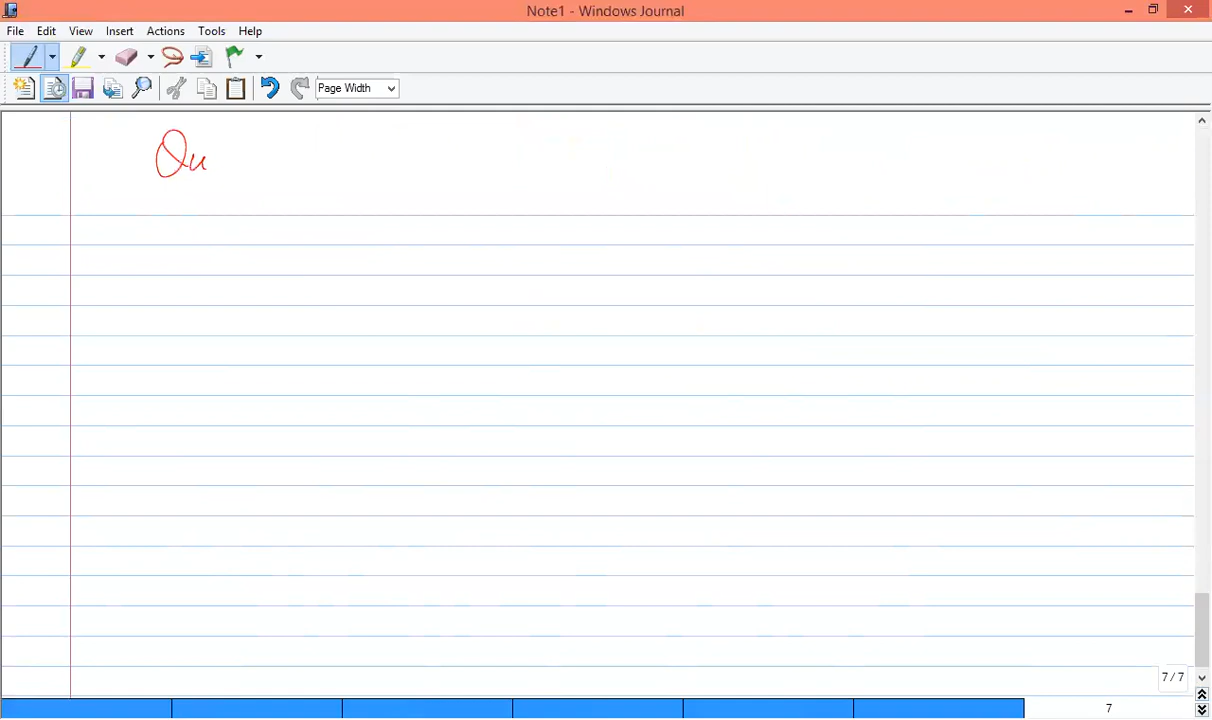 Note1 - Windows Journal
File Edit View Insert Actions Tools Help
Page Width
Qu
7 / 7
7